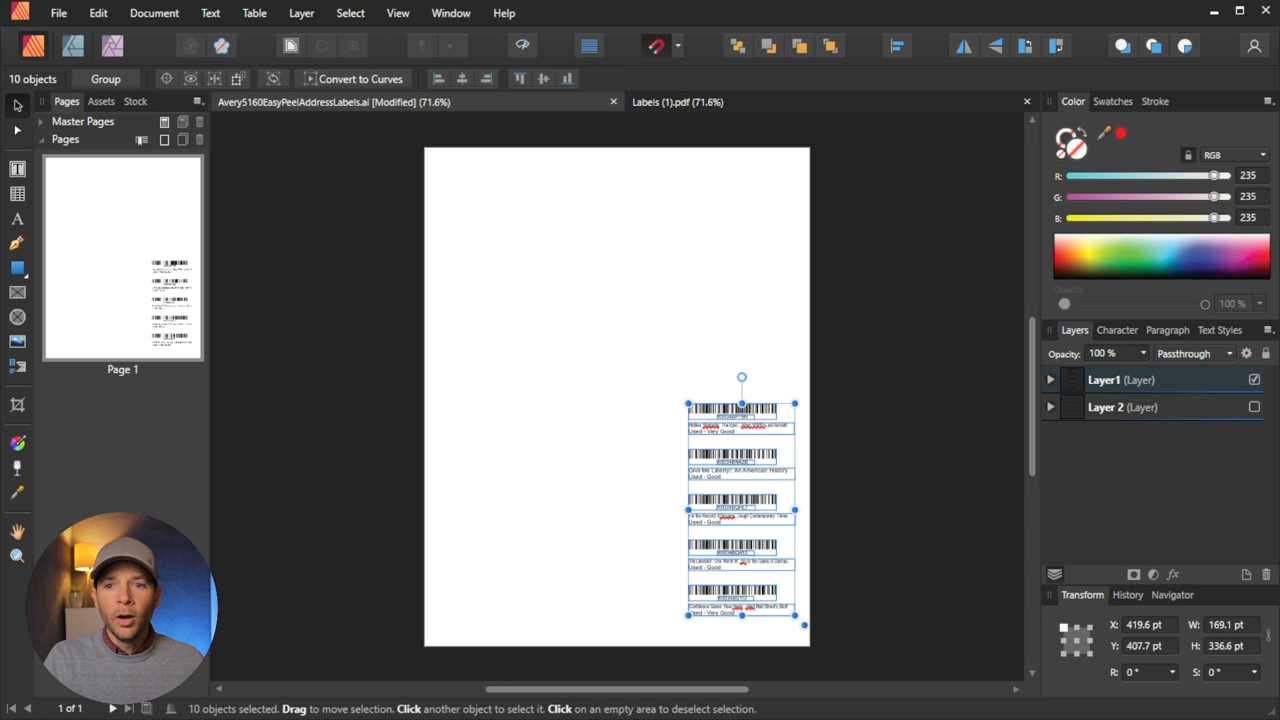 File Edit Document Text Table Layer Select View Window Help
10 objects Group Convert to Curves
Pages Assets Stock
Avery5160EasyPeelAddressLabels.ai [Modified] (71.6%)
Labels (1).pdf (71.6%)
Master Pages
Pages
Page 1
Used - Very Good
Give Me Liberty!: An American History
Used - Good
Used - Good
Used - Good
Used - Very Good
Color Swatches Stroke
RGB
R: 235
G: 235
B: 235
Opacity
100 %
Layers Character Paragraph Text Styles
Opacity: 100 % Passthrough
Layer1 (Layer)
Layer 2 (Layer)
fx
Transform History Navigator
X: 419.6 pt W: 169.1 pt
Y: 407.7 pt H: 336.6 pt
R: 0 ° S: 0 °
1 of 1
10 objects selected. Drag to move selection. Click another object to select it. Click on an empty area to deselect selection.